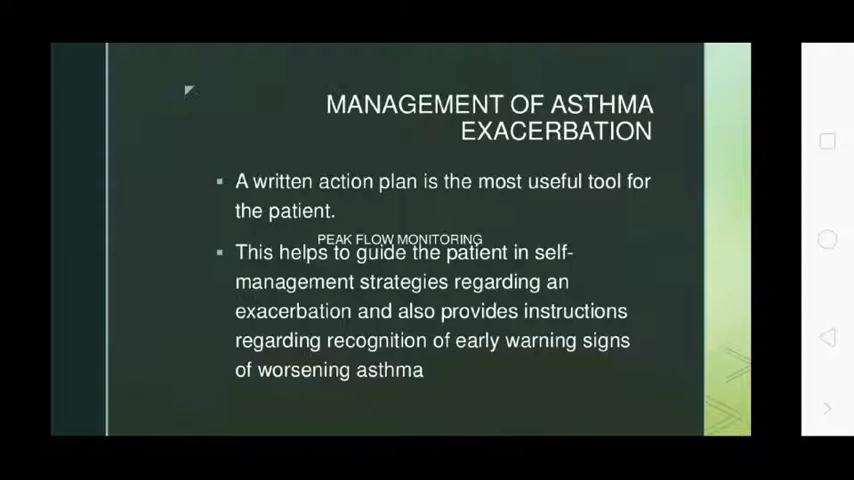 MANAGEMENT OF ASTHMA
EXACERBATION
A written action plan is the most useful tool for
the patient.
PEAK FLOW MONITORING
This helps to guide the patient in self-
management strategies regarding an
exacerbation and also provides instructions
regarding recognition of early warning signs
of worsening asthma